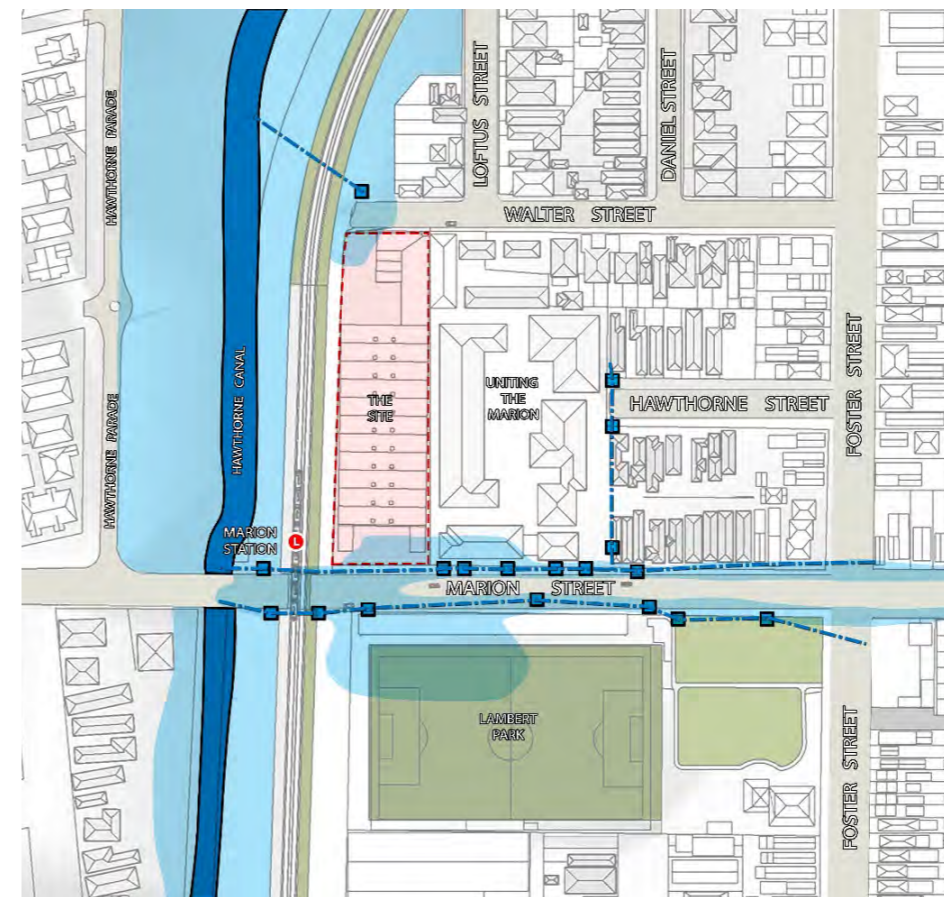 HAWTHORNE PARADE
LOFTUS STREET
DANIEL STREET
WALTER STREET
HAWTHORNE CANAL
THE
SITE
UNITING
THE
MARION
HAWTHORNE STREET
FOSTER STREET
HAWTHORNE PARADE
MARION
STATION
L
MARION STREET
LAMBERT
PARK
FOSTER STREET